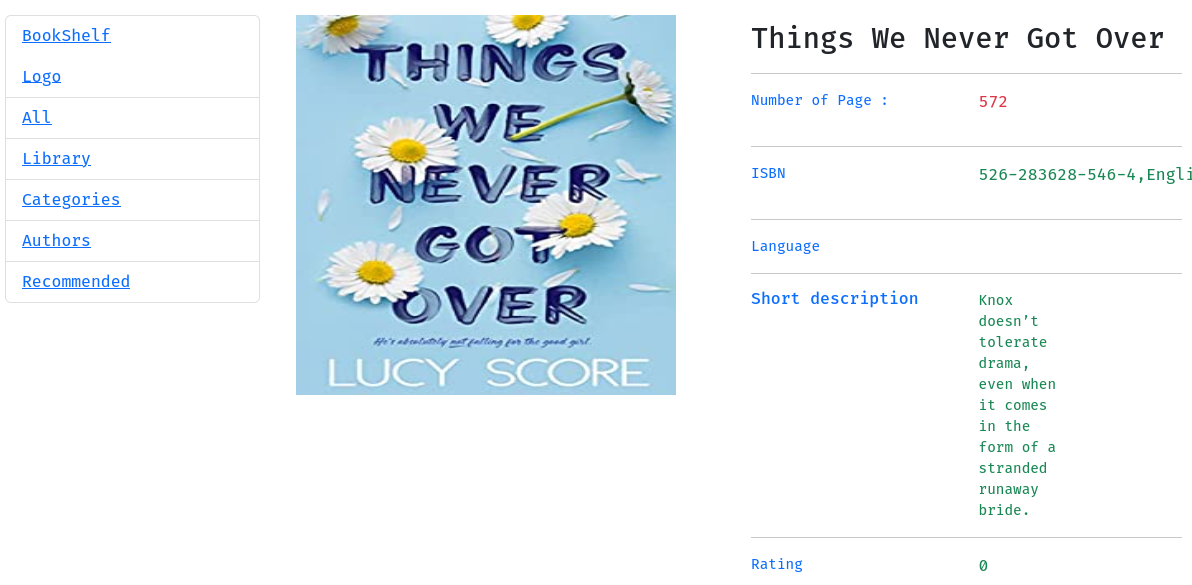 BookShelf
Logo
All
Library
Categories
Authors
Recommended
THINGS
WE
NEVER
GOT
OVER
He's absolutely not falling for the good girl.
LUCY SCORE
Things We Never Got Over
Number of Page : 572
ISBN 526-283628-546-4,Engli
Language
Short description
Knox
doesn’t
tolerate
drama,
even when
it comes
in the
form of a
stranded
runaway
bride.
Rating 0